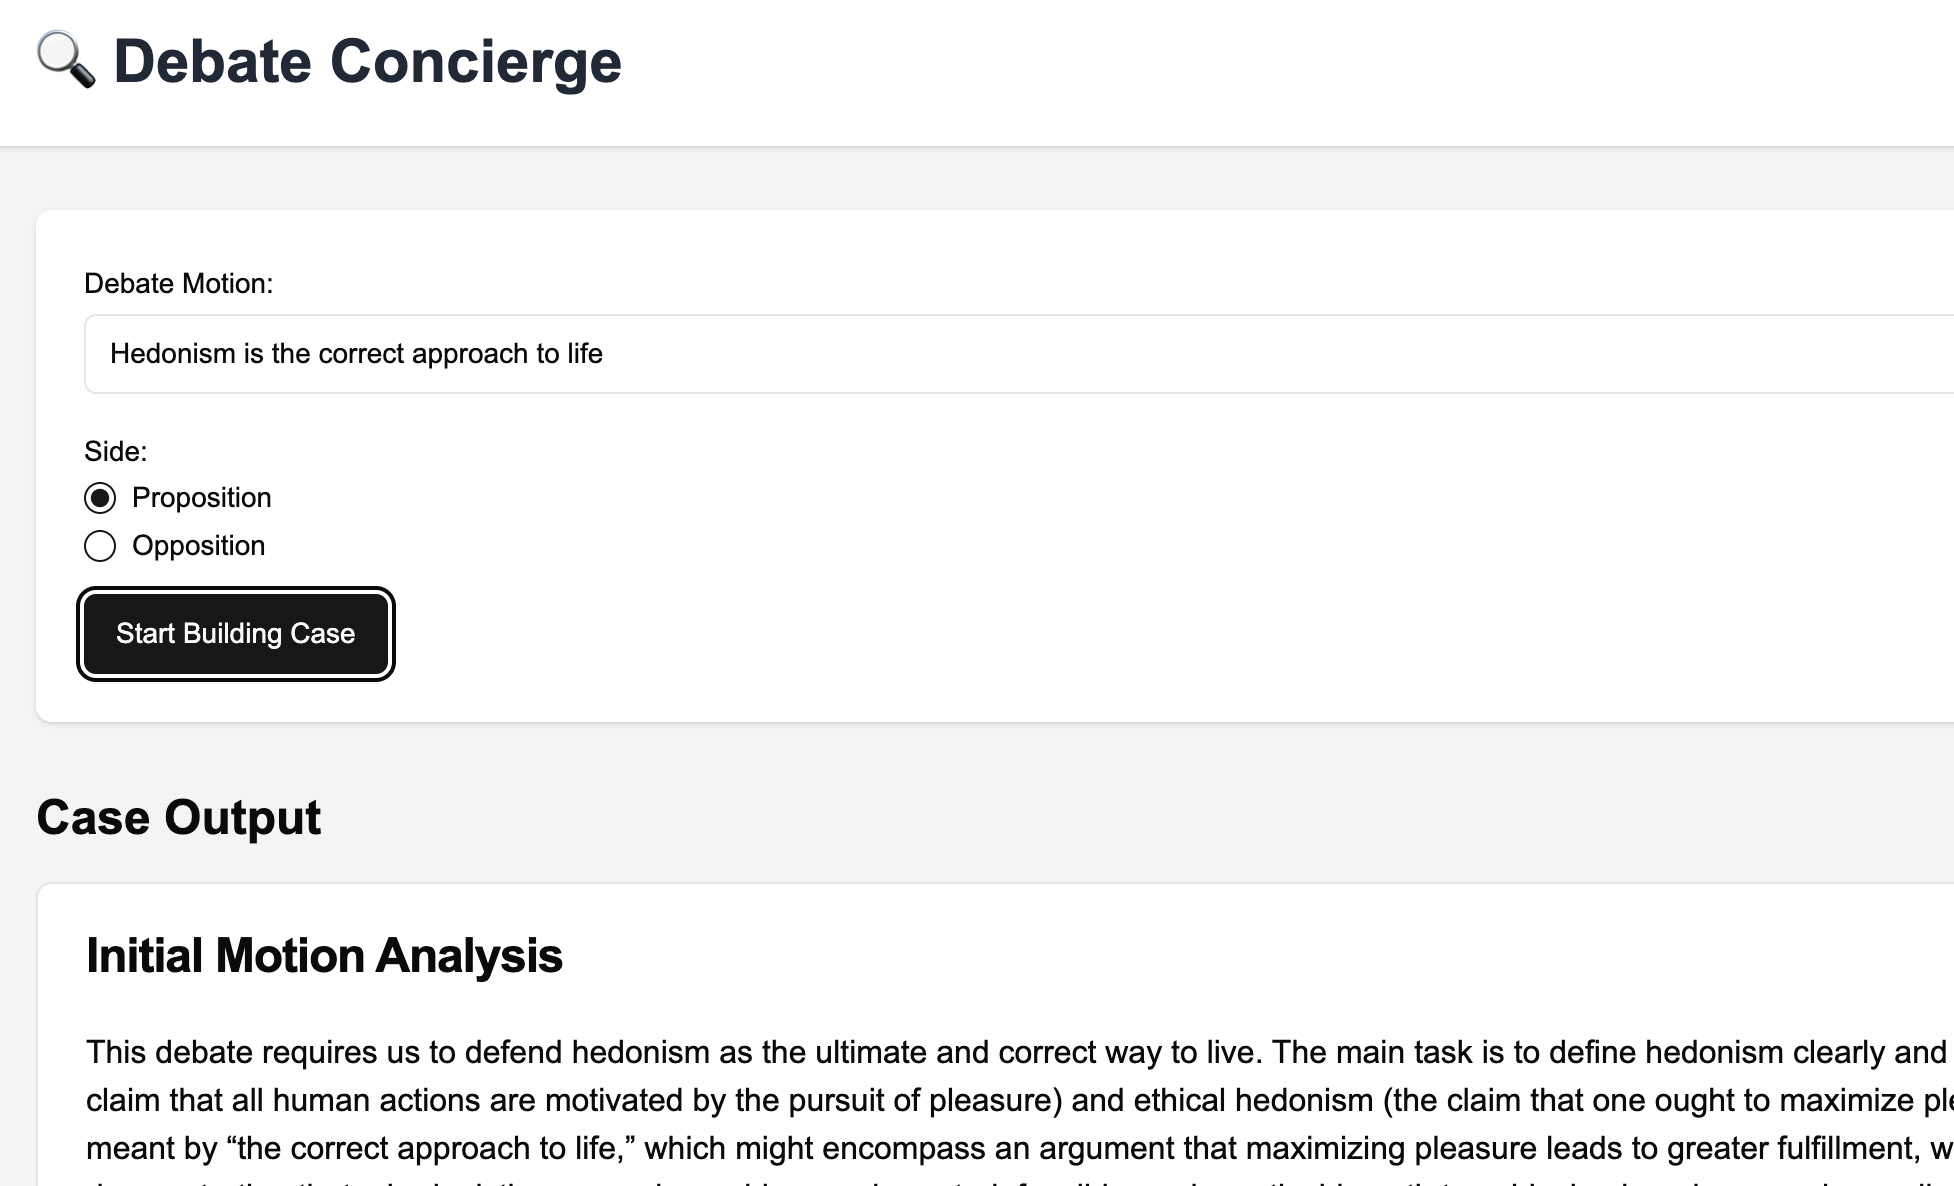 Debate Concierge
Debate Motion:
Hedonism is the correct approach to life
Side:
Proposition
Opposition
Start Building Case
Case Output
Initial Motion Analysis
This debate requires us to defend hedonism as the ultimate and correct way to live. The main task is to define hedonism clearly and
claim that all human actions are motivated by the pursuit of pleasure) and ethical hedonism (the claim that one ought to maximize
meant by “the correct approach to life,” which might encompass an argument that maximizing pleasure leads to greater fulfillment,